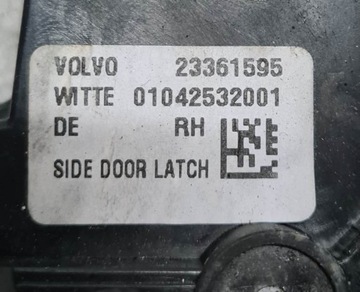 VOLVO 23361595
WITTE 01042532001
DE RH
SIDE DOOR LATCH